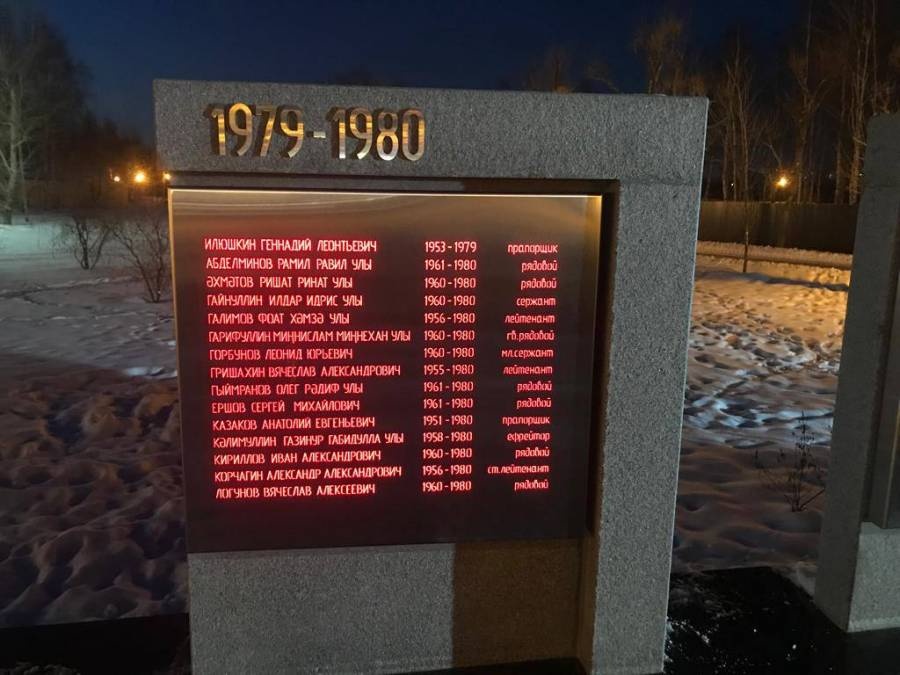 1979-1980
ИЛЮШКИН ГЕННАДИЙ ЛЕОНТЬЕВИЧ 1953-1979 прапорщик
АБДЕЛМИНОВ РАМИЛ РАВИЛ УЛЫ 1961-1980 рядовой
ӘХМӘТОВ РИШАТ РИНАТ УЛЫ 1960-1980 рядовой
ГАЙНУЛЛИН ИЛДАР ИДРИС УЛЫ 1960-1980 сержант
ГАЛИМОВ ФОАТ ХӘМЗӘ УЛЫ 1956-1980 лейтенант
ГАРИФУЛЛИН МИҢНИСЛАМ МИҢНЕХАН УЛЫ 1960-1980 гв.рядовой
ГОРБУНОВ ЛЕОНИД ЮРЬЕВИЧ 1960-1980 мл.сержант
ГРИШАХИН ВЯЧЕСЛАВ АЛЕКСАНДРОВИЧ 1955-1980 лейтенант
ГЫЙМРАНОВ ОЛЕГ РӘДИФ УЛЫ 1961-1980 рядовой
ЕРШОВ СЕРГЕЙ МИХАЙЛОВИЧ 1961-1980 рядовой
КАЗАКОВ АНАТОЛИЙ ЕВГЕНЬЕВИЧ 1951-1980 прапорщик
КӘЛИМУЛЛИН ГАЗИНУР ГАБИДУЛЛА УЛЫ 1958-1980 ефрейтор
КИРИЛЛОВ ИВАН АЛЕКСАНДРОВИЧ 1960-1980 рядовой
КОРЧАГИН АЛЕКСАНДР АЛЕКСАНДРОВИЧ 1956-1980 ст.лейтенант
ЛОГУНОВ ВЯЧЕСЛАВ АЛЕКСЕЕВИЧ 1960-1980 рядовой